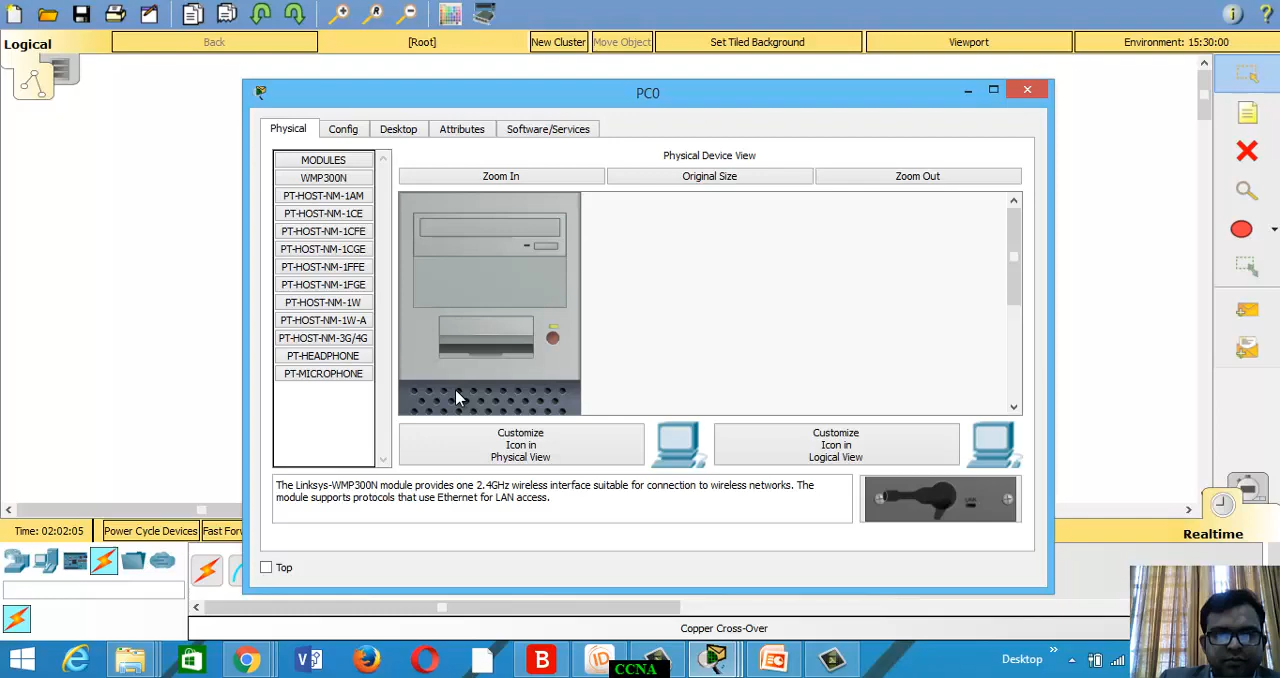 Logical
Back
[Root]
New Cluster
Move Object
Set Tiled Background
Viewport
Environment: 15:30:00
PC0
Physical
Config
Desktop
Attributes
Software/Services
MODULES
WMP300N
PT-HOST-NM-1AM
PT-HOST-NM-1CE
PT-HOST-NM-1CFE
PT-HOST-NM-1CGE
PT-HOST-NM-1FFE
PT-HOST-NM-1FGE
PT-HOST-NM-1W
PT-HOST-NM-1W-A
PT-HOST-NM-3G/4G
PT-HEADPHONE
PT-MICROPHONE
Physical Device View
Zoom In
Original Size
Zoom Out
Customize
Icon in
Physical View
Customize
Icon in
Logical View
The Linksys-WMP300N module provides one 2.4GHz wireless interface suitable for connection to wireless networks. The
module supports protocols that use Ethernet for LAN access.
Top
Time: 02:02:05
Power Cycle Devices
Fast For
Realtime
Copper Cross-Over
CCNA
Desktop